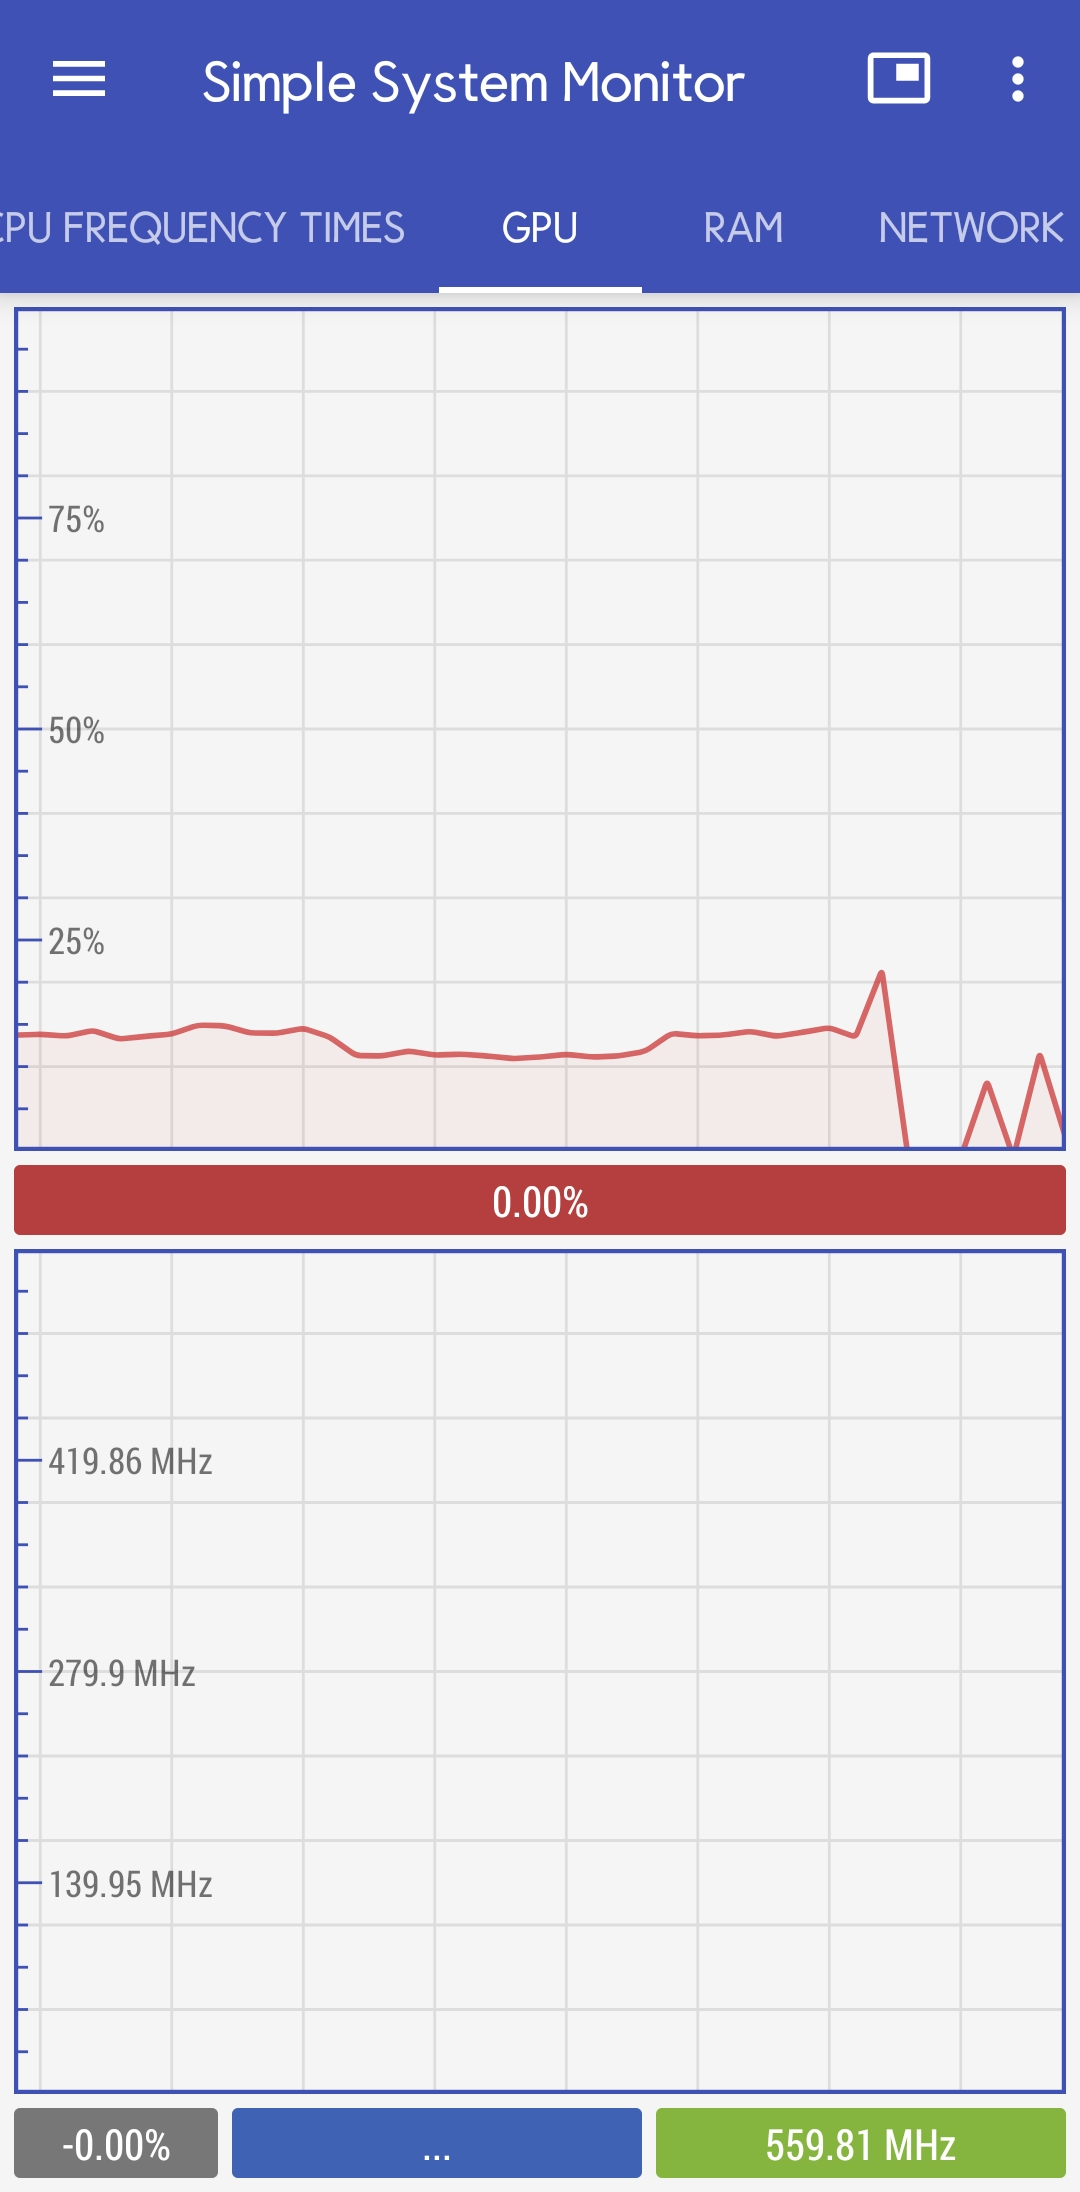 Simple System Monitor
CPU FREQUENCY TIMES GPU RAM NETWORK
75%
50%
25%
0.00%
419.86 MHz
279.9 MHz
139.95 MHz
-0.00% ... 559.81 MHz